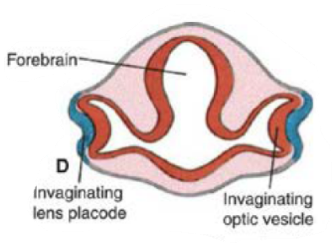 Forebrain
D
Invaginating
lens placode
Invaginating
optic vesicle